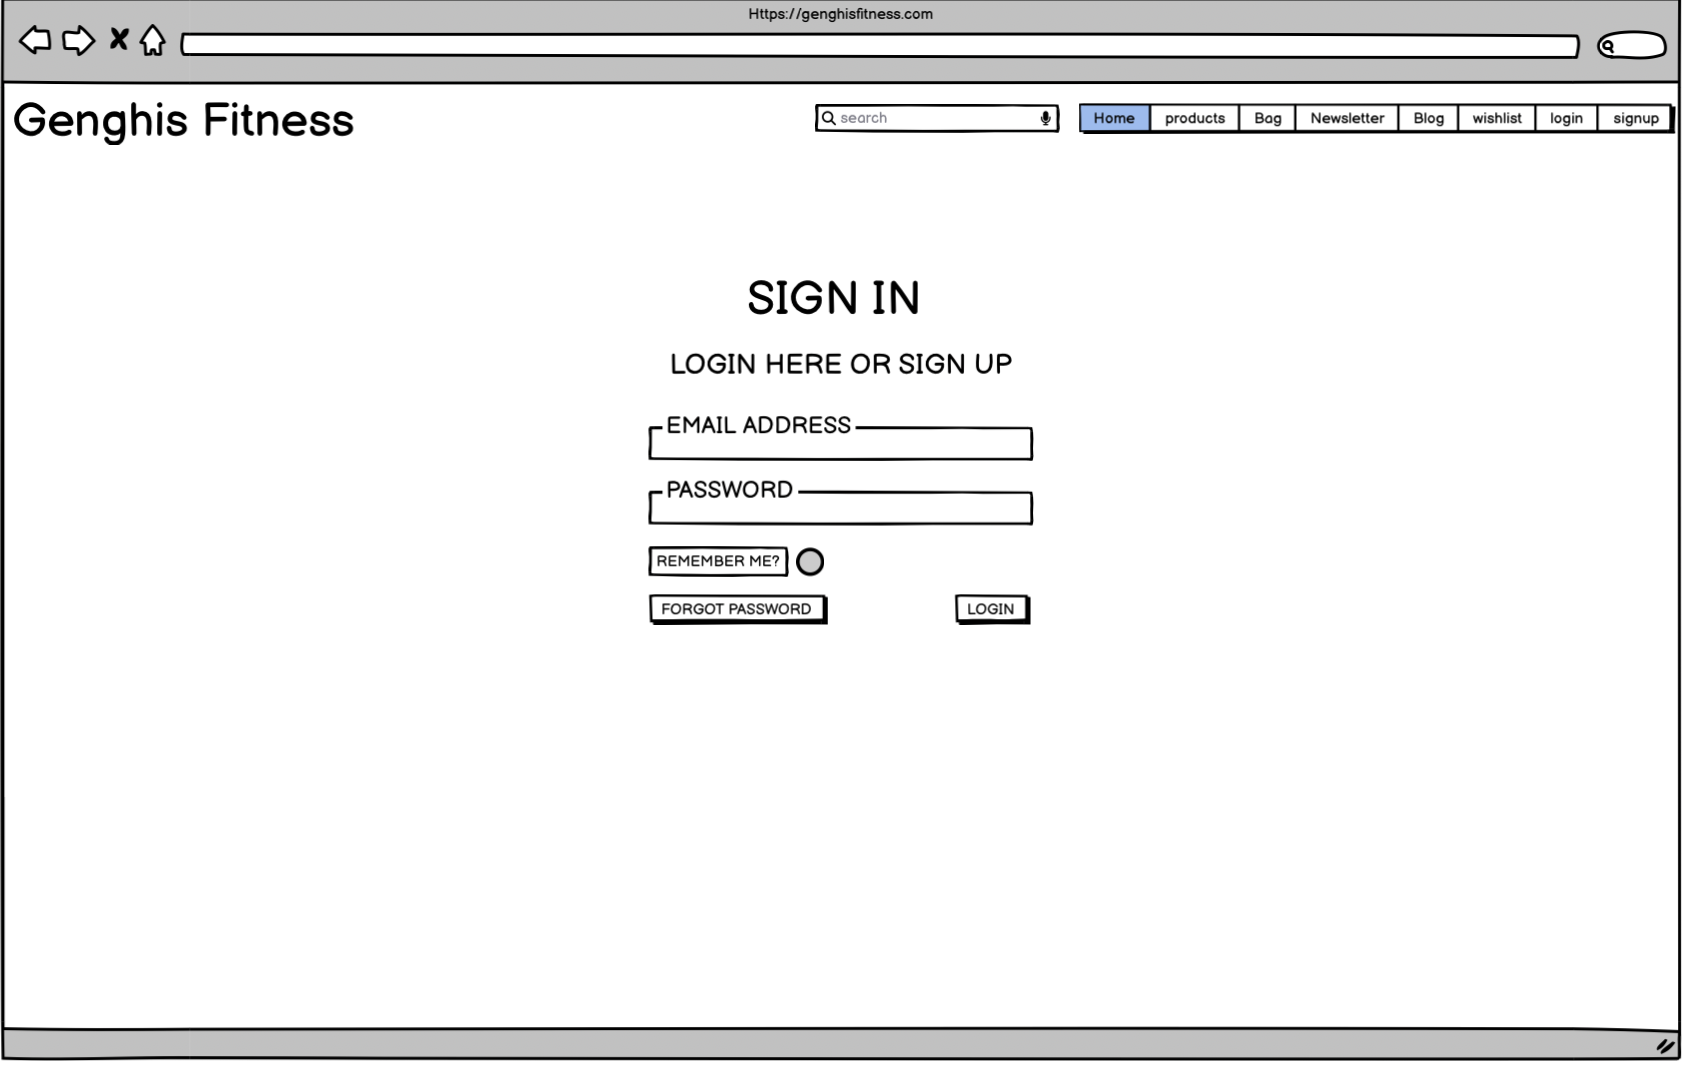 Https://genghisfitness.com
Genghis Fitness
search
Home products Bag Newsletter Blog wishlist login signup
SIGN IN
LOGIN HERE OR SIGN UP
EMAIL ADDRESS
PASSWORD
REMEMBER ME?
FORGOT PASSWORD LOGIN